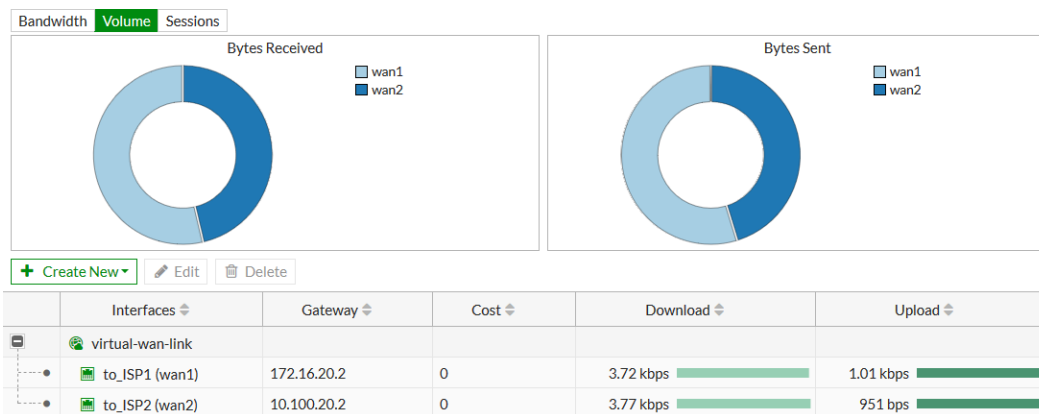 Bandwidth Volume Sessions
Bytes Received
wan1
wan2
Bytes Sent
wan1
wan2
+ Create New Edit Delete
Interfaces Gateway Cost Download Upload
virtual-wan-link
to_ISP1 (wan1) 172.16.20.2 0 3.72 kbps 1.01 kbps
to_ISP2 (wan2) 10.100.20.2 0 3.77 kbps 951 bps